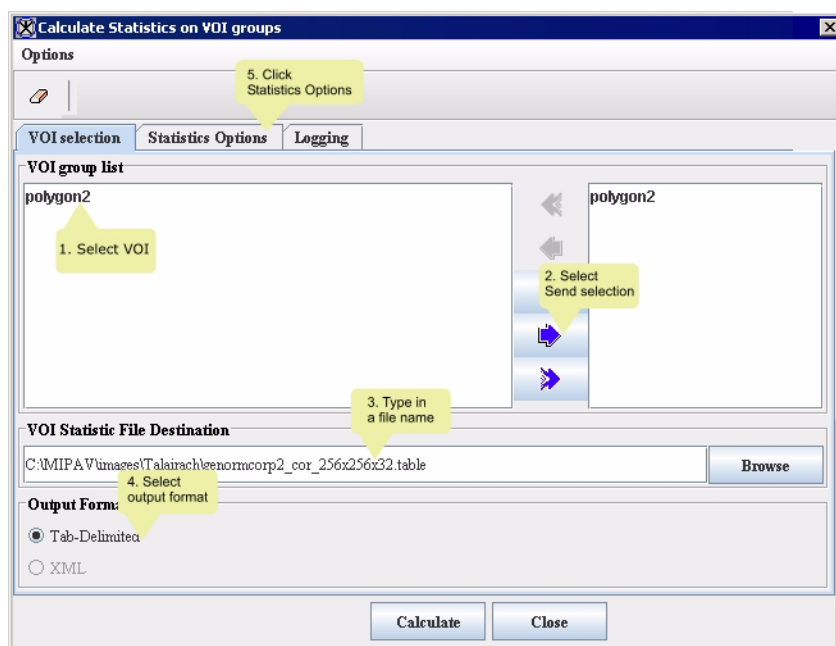 Calculate Statistics on VOI groups
Options
5. Click
Statistics Options
VOI selection
Statistics Options
Logging
VOI group list
polygon2
polygon2
1. Select VOI
2. Select
Send selection
3. Type in
a file name
VOI Statistic File Destination
C:\MIPAV\images\Talairach\genormcorp2_cor_256x256x32.table
Browse
4. Select
output format
Output Forma
Tab-Delimited
XML
Calculate
Close